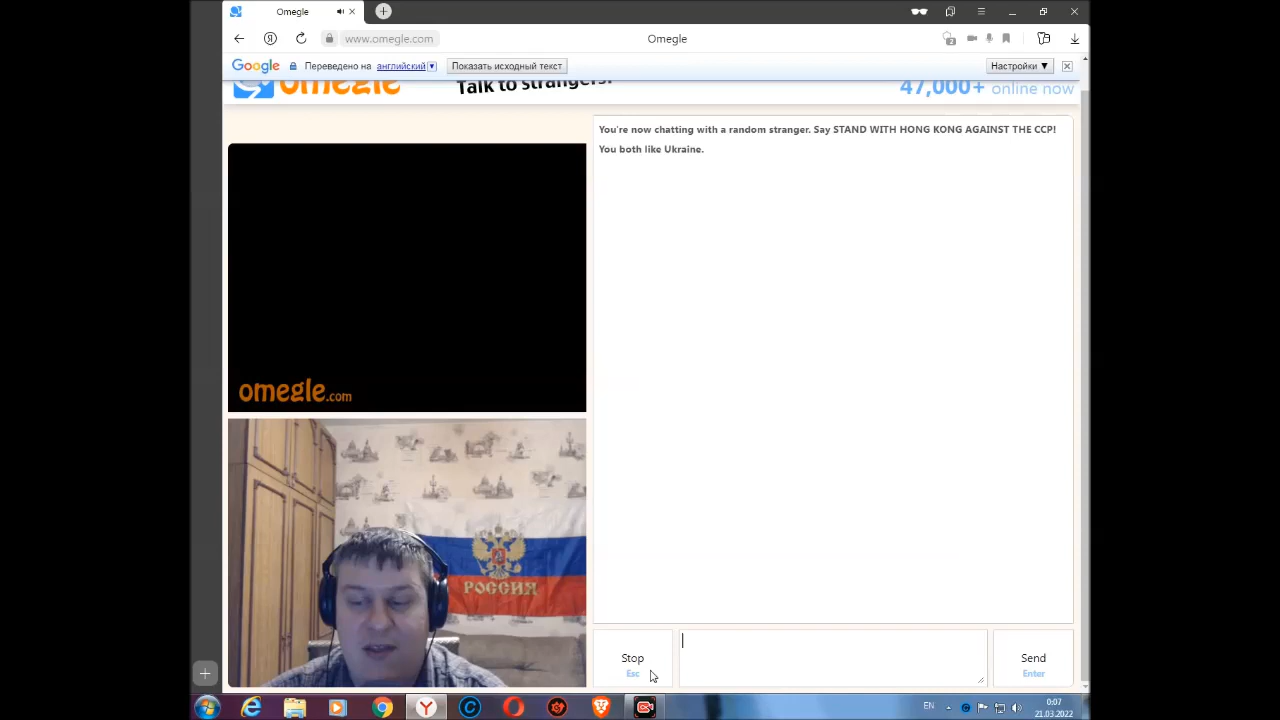 Omegle
www.omegle.com
Omegle
Google
Переведено на
английский
Показать исходный текст
Настройки ▼
omegle
Talk to strangers!
47,000+ online now
You're now chatting with a random stranger. Say STAND WITH HONG KONG AGAINST THE CCP!
You both like Ukraine.
omegle.com
РОССИЯ
Stop
Esc
Send
Enter
EN
0:07
21.03.2022